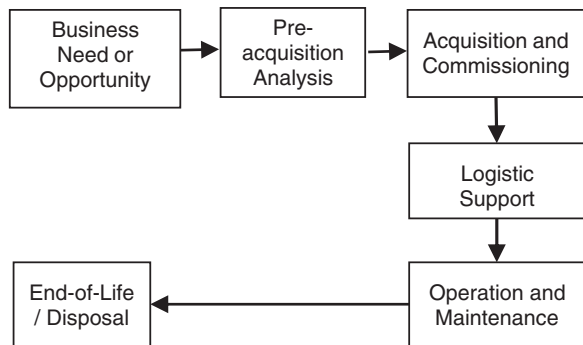 Business
Need or
Opportunity
Pre-
acquisition
Analysis
Acquisition and
Commissioning
Logistic
Support
Operation and
Maintenance
End-of-Life
/ Disposal